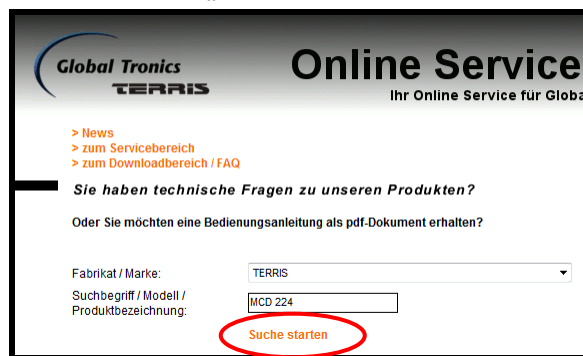 Global Tronics
TERRIS
Online Service
Ihr Online Service für Globa
> News
> zum Servicebereich
> zum Downloadbereich / FAQ
Sie haben technische Fragen zu unseren Produkten?
Oder Sie möchten eine Bedienungsanleitung als pdf-Dokument erhalten?
Fabrikat / Marke: TERRIS
Suchbegriff / Modell /
Produktbezeichnung: MCD 224
Suche starten